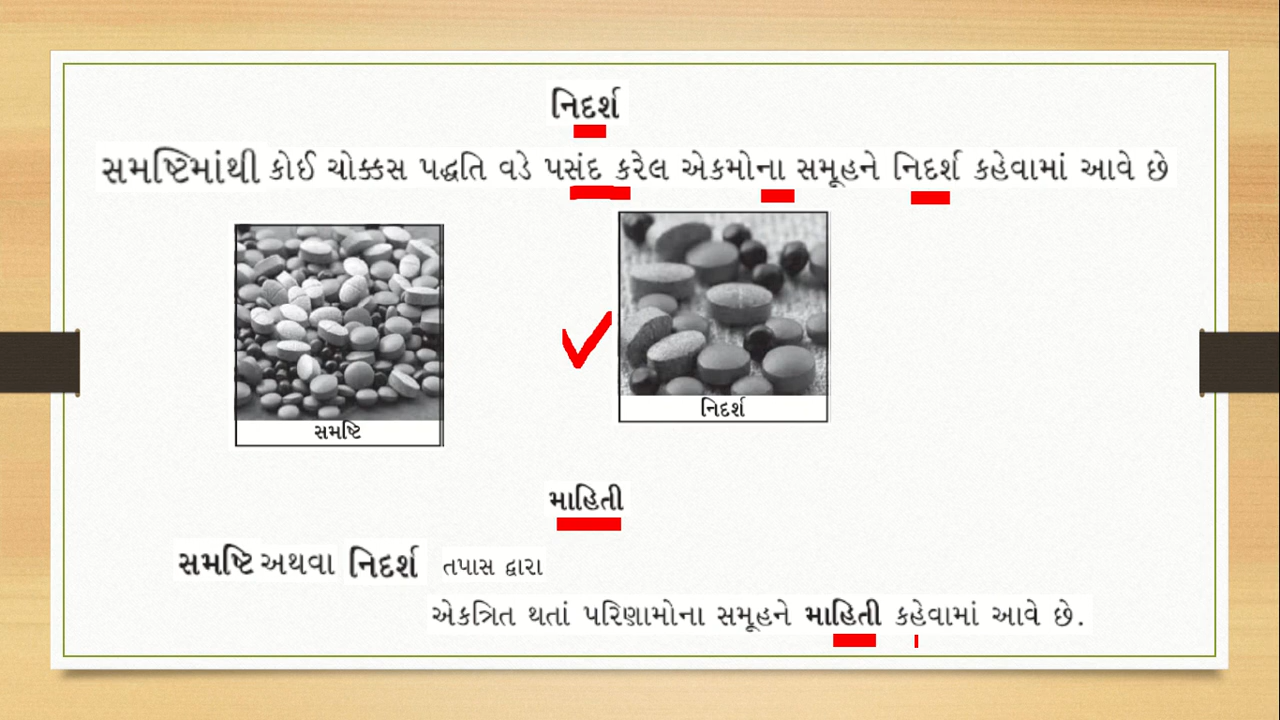 નિદર્શ
સમષ્ટિમાંથી કોઈ ચોક્કસ પદ્ધતિ વડે પસંદ કરેલ એકમોના સમૂહને નિદર્શ કહેવામાં આવે છે
સમષ્ટિ
નિદર્શ
માહિતી
સમષ્ટિ અથવા નિદર્શ તપાસ દ્વારા
એકત્રિત થતાં પરિણામોના સમૂહને માહિતી કહેવામાં આવે છે.